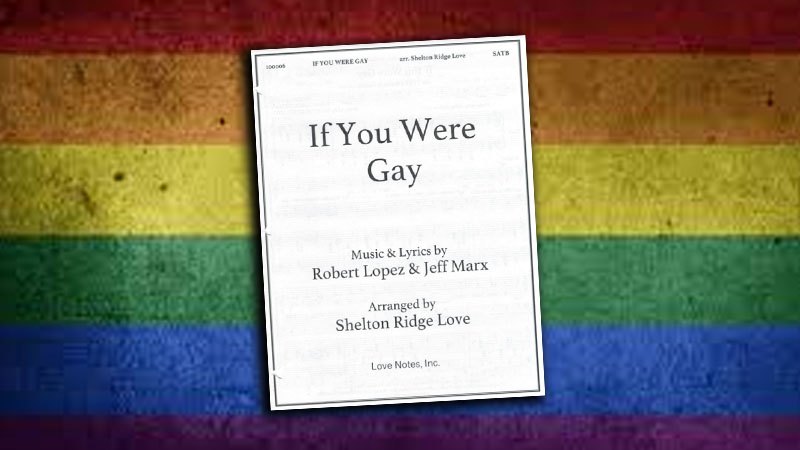 100006 IF YOU WERE GAY arr. Shelton Ridge Love SATB
If You Were
Gay
Music & Lyrics by
Robert Lopez & Jeff Marx
Arranged by
Shelton Ridge Love
Love Notes, Inc.